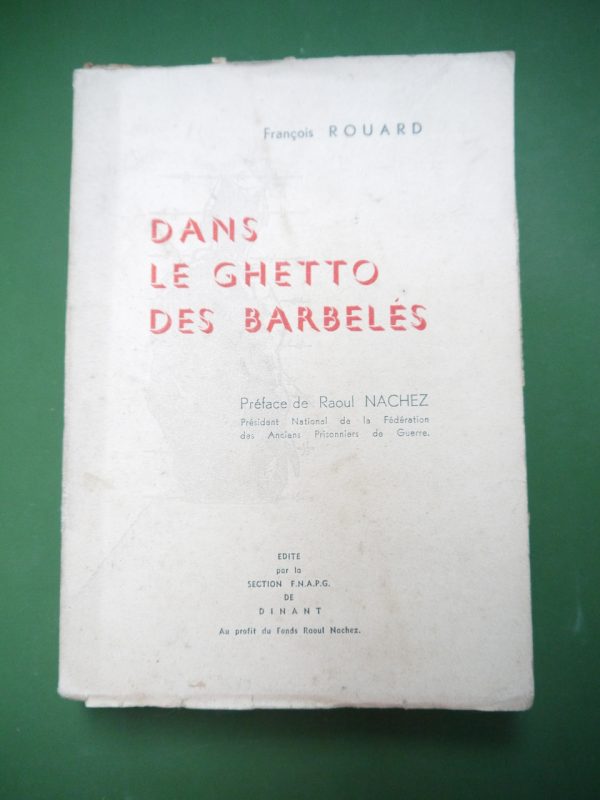 François ROUARD
DANS
LE GHETTO
DES BARBELÉS
Préface de Raoul NACHEZ
Président National de la Fédération
des Anciens Prisonniers de Guerre.
EDITE
par la
SECTION F.N.A.P.G.
DE
DINANT
Au profit du Fonds Raoul Nachez.